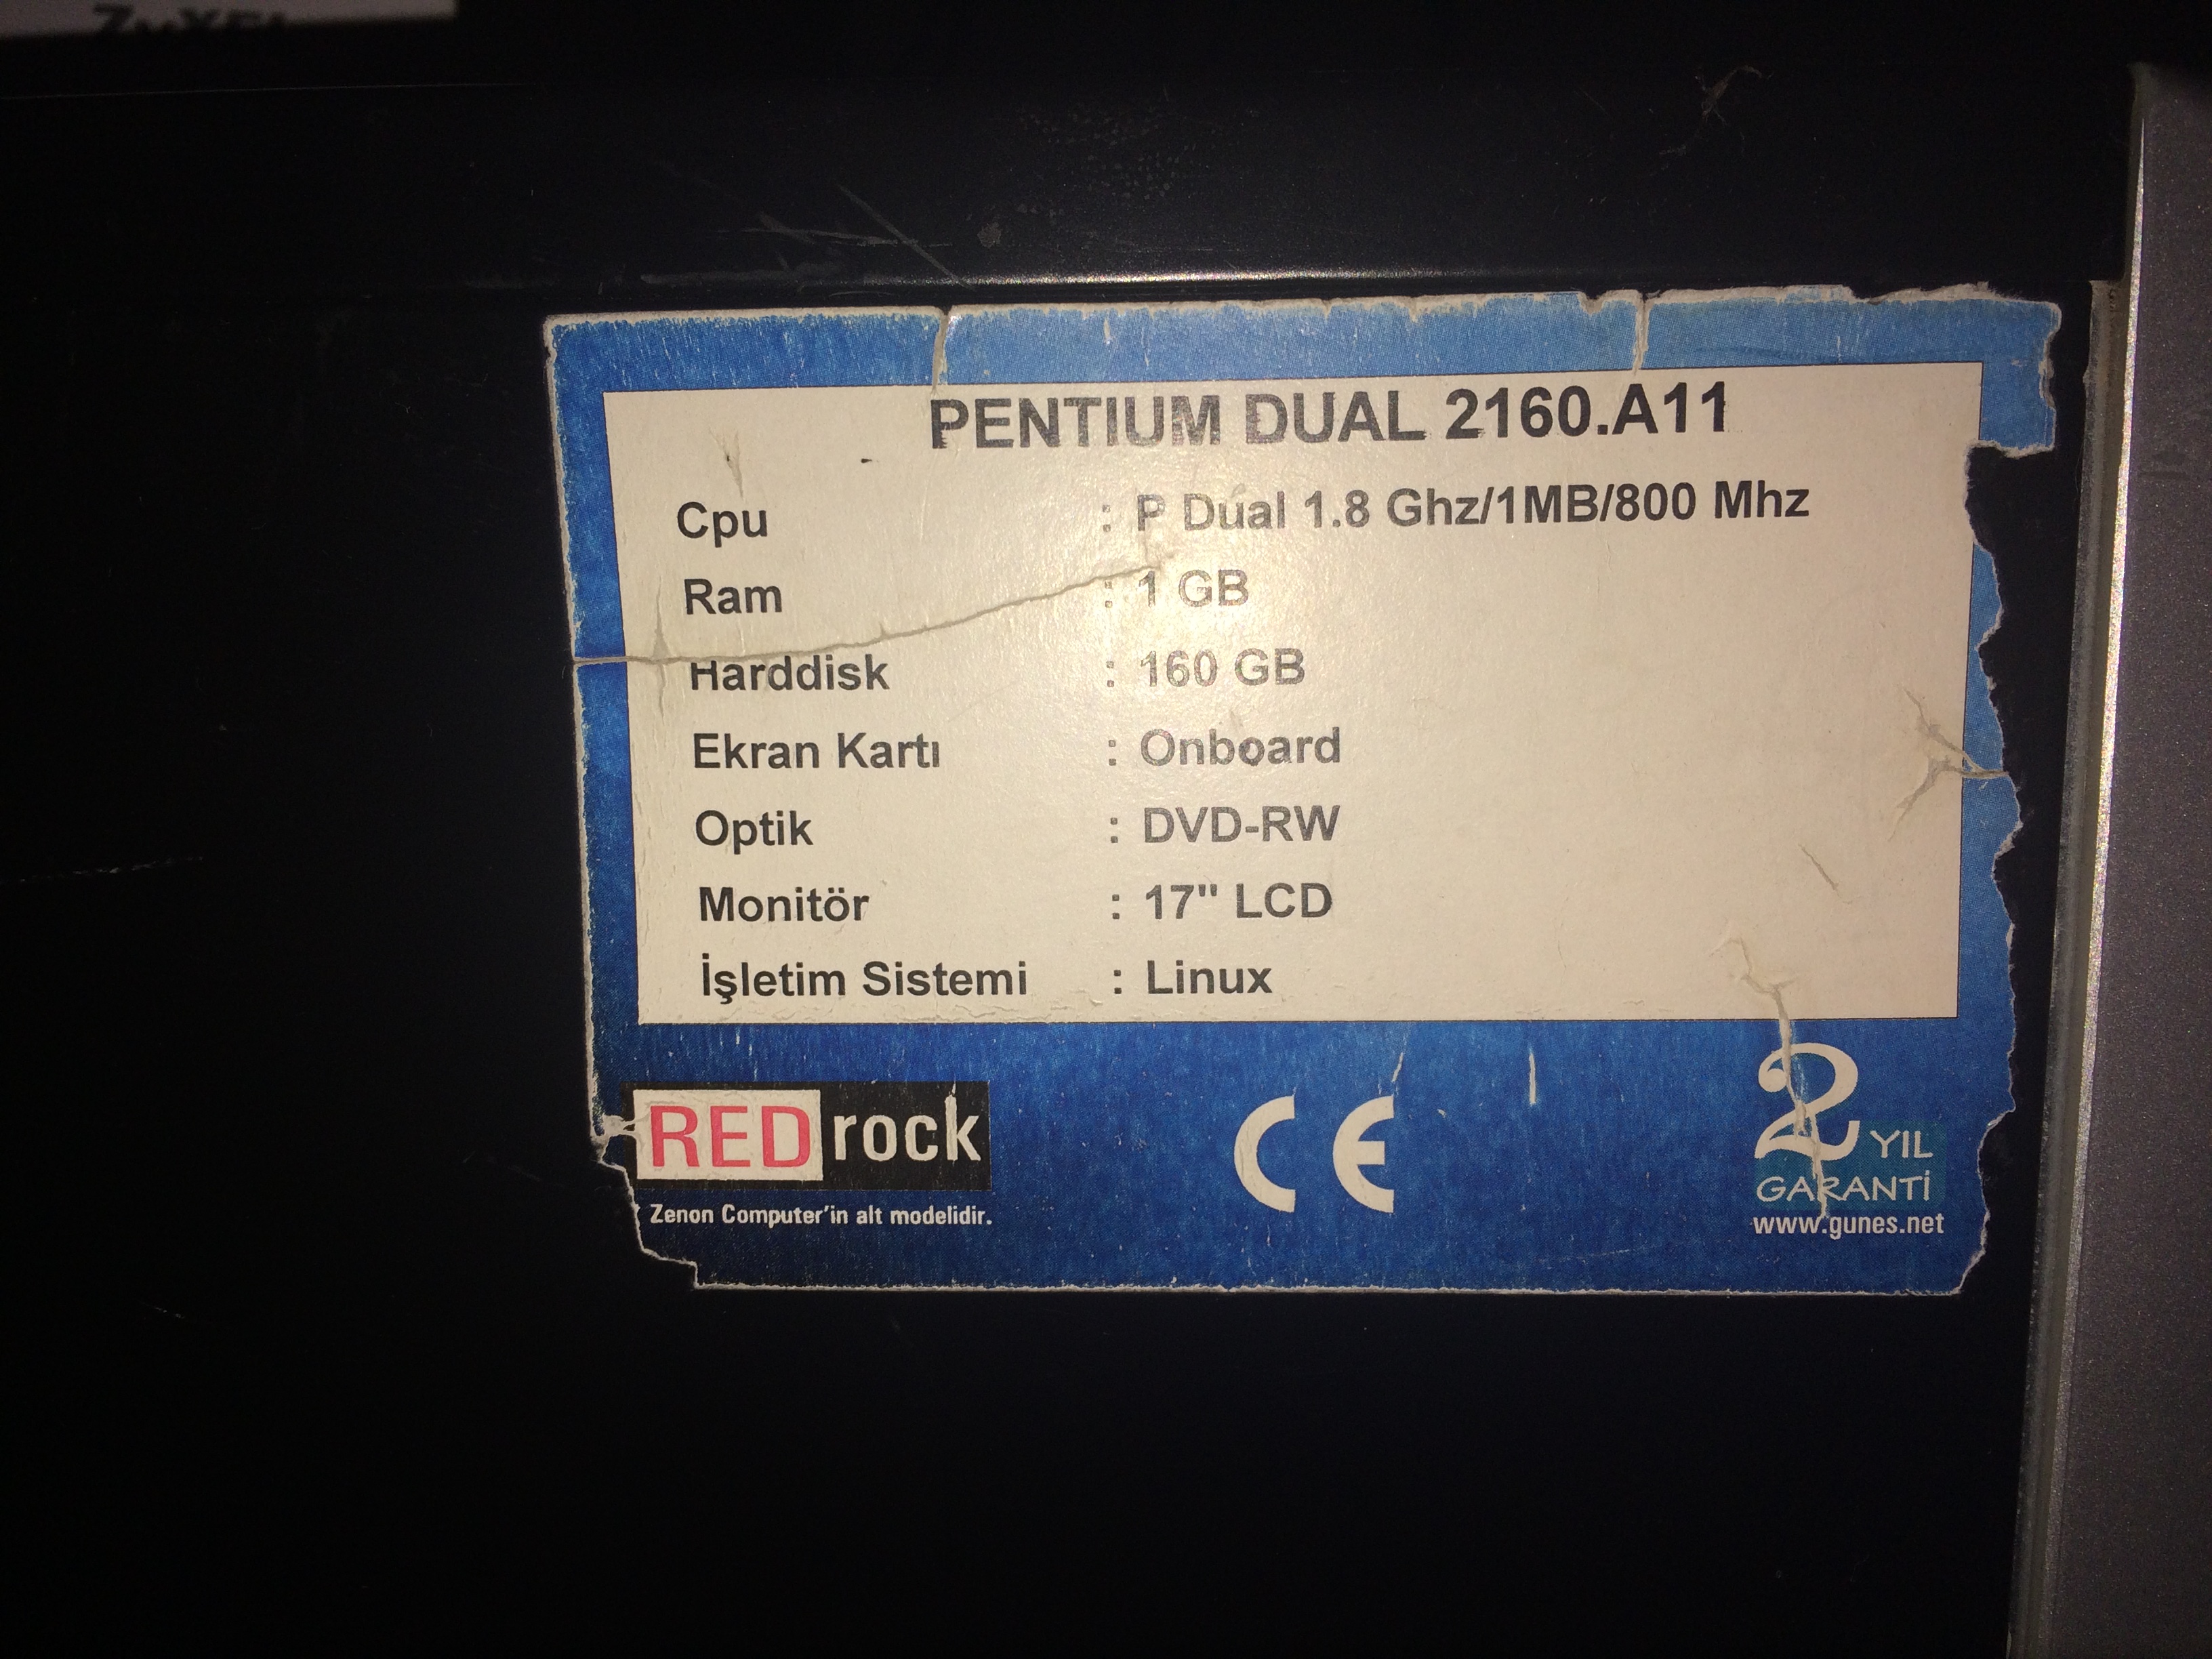 ZyXEL
PENTIUM DUAL 2160.A11
Cpu : P Dual 1.8 Ghz/1MB/800 Mhz
Ram : 1 GB
Harddisk : 160 GB
Ekran Kartı : Onboard
Optik : DVD-RW
Monitör : 17" LCD
İşletim Sistemi : Linux
REDrock
Zenon Computer'in alt modelidir.
CE
2 YIL
GARANTİ
www.gunes.net